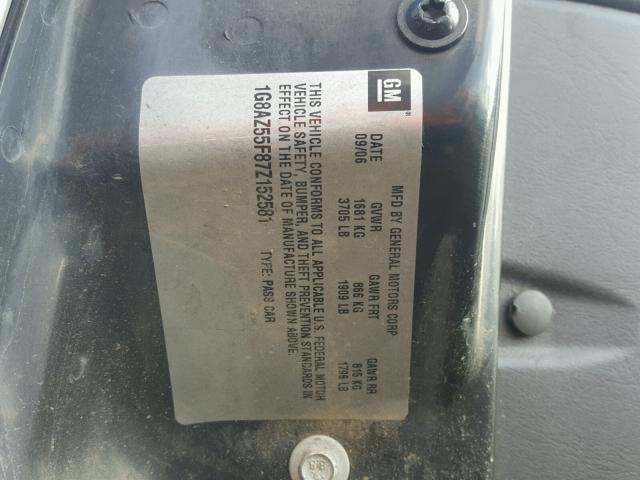 GM
MFD BY GENERAL MOTORS CORP
DATE GVWR GAWR FRT GAWR RR
09/06 1681 KG 866 KG 815 KG
3705 LB 1909 LB 1796 LB
THIS VEHICLE CONFORMS TO ALL APPLICABLE U.S. FEDERAL MOTOR
VEHICLE SAFETY, BUMPER, AND THEFT PREVENTION STANDARDS IN
EFFECT ON THE DATE OF MANUFACTURE SHOWN ABOVE.
1G8AZ55F87Z152581 TYPE: PASS CAR